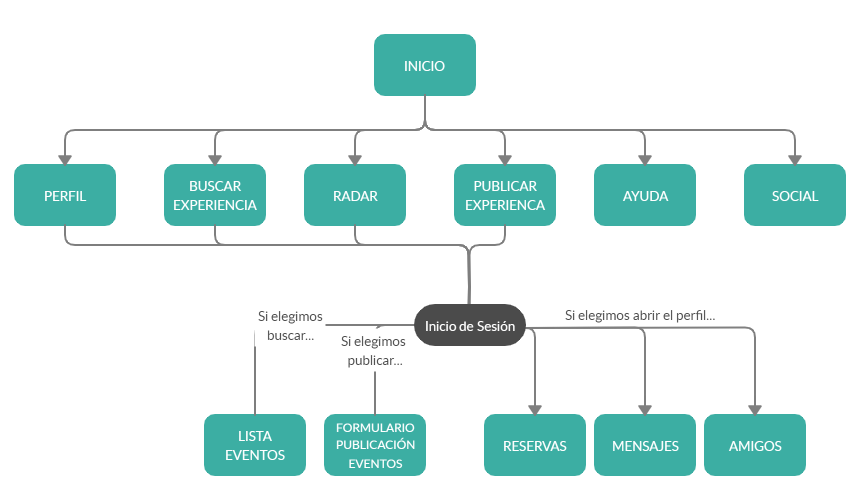 INICIO
PERFIL
BUSCAR
EXPERIENCIA
RADAR
PUBLICAR
EXPERIENCA
AYUDA
SOCIAL
Inicio de Sesión
Si elegimos
buscar...
Si elegimos
publicar...
Si elegimos abrir el perfil...
LISTA
EVENTOS
FORMULARIO
PUBLICACIÓN
EVENTOS
RESERVAS
MENSAJES
AMIGOS